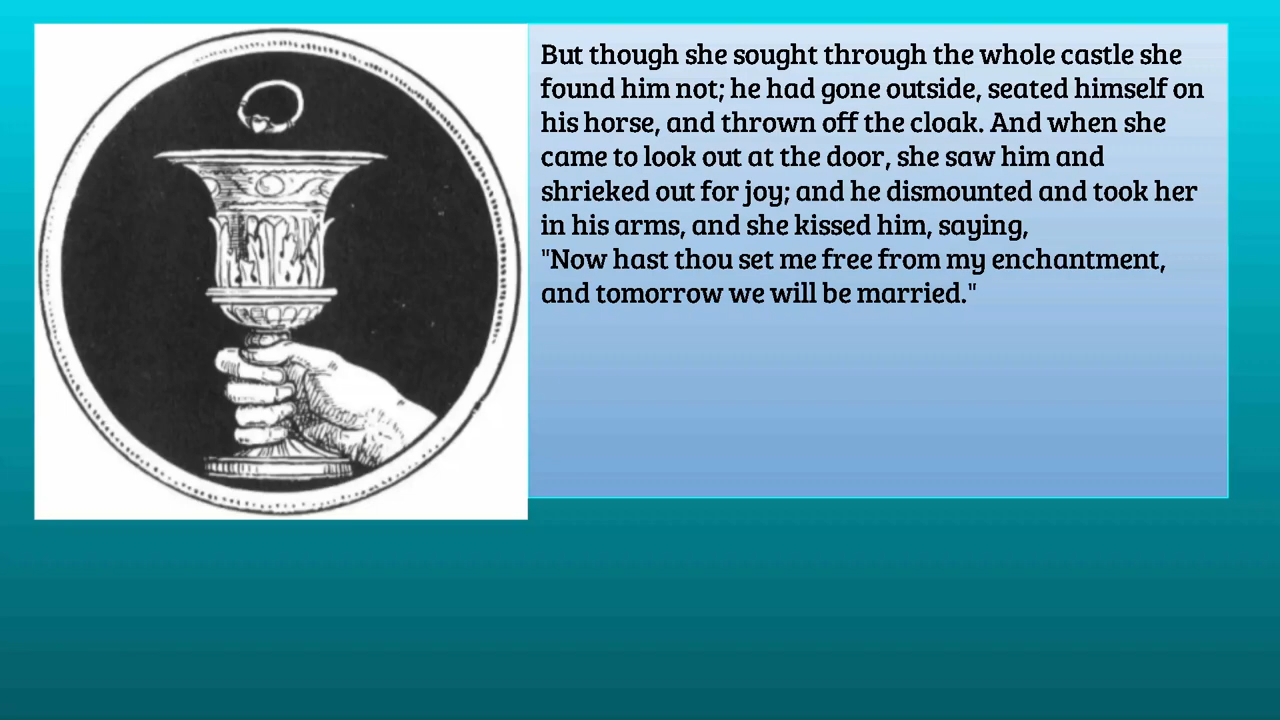 But though she sought through the whole castle she
found him not; he had gone outside, seated himself on
his horse, and thrown off the cloak. And when she
came to look out at the door, she saw him and
shrieked out for joy; and he dismounted and took her
in his arms, and she kissed him, saying,
"Now hast thou set me free from my enchantment,
and tomorrow we will be married."